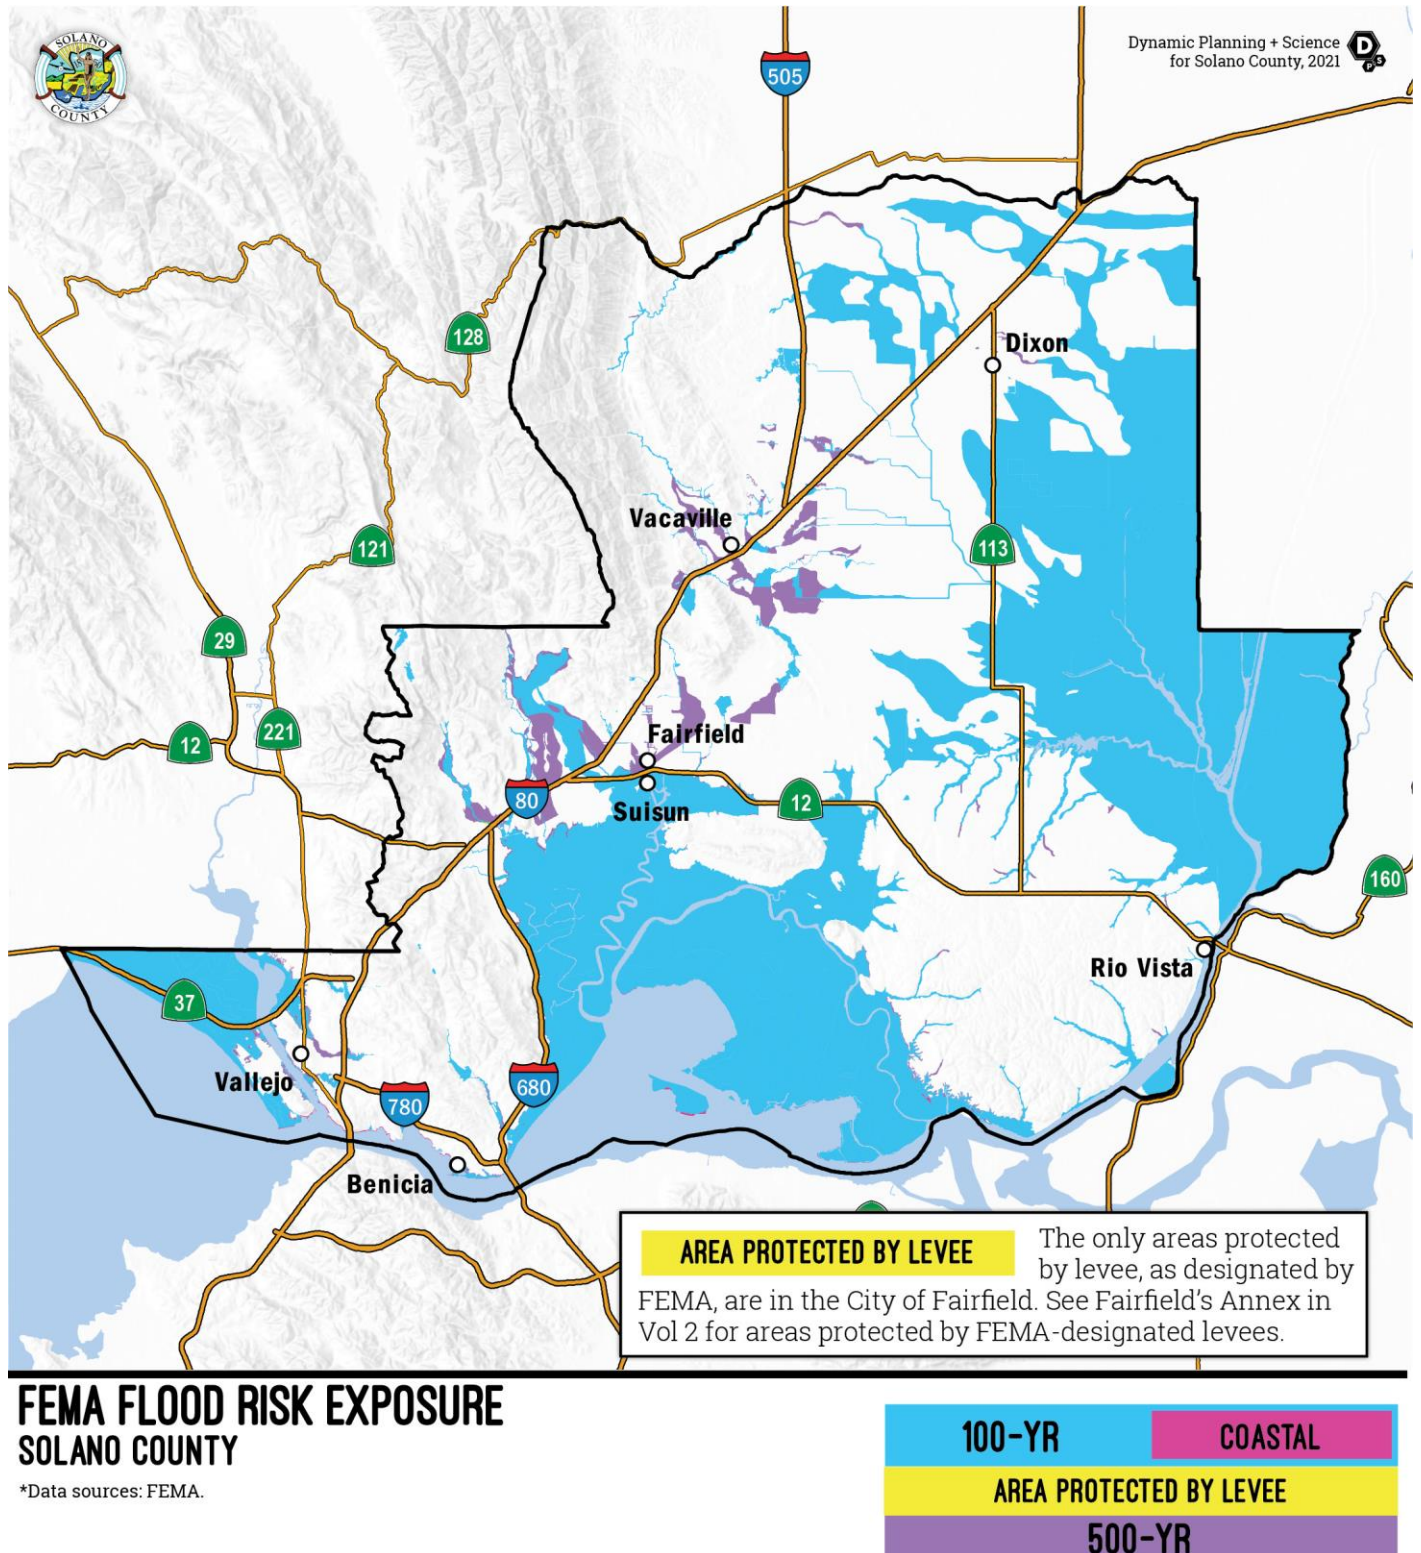 SOLANO
COUNTY
Dynamic Planning + Science
for Solano County, 2021
D
P S
505
128
Dixon
Vacaville
121
113
29
221
12
Fairfield
80
Suisun
12
160
Rio Vista
37
Vallejo
780
680
Benicia
AREA PROTECTED BY LEVEE
The only areas protected
by levee, as designated by
FEMA, are in the City of Fairfield. See Fairfield's Annex in
Vol 2 for areas protected by FEMA-designated levees.
FEMA FLOOD RISK EXPOSURE
SOLANO COUNTY
*Data sources: FEMA.
100-YR
COASTAL
AREA PROTECTED BY LEVEE
500-YR